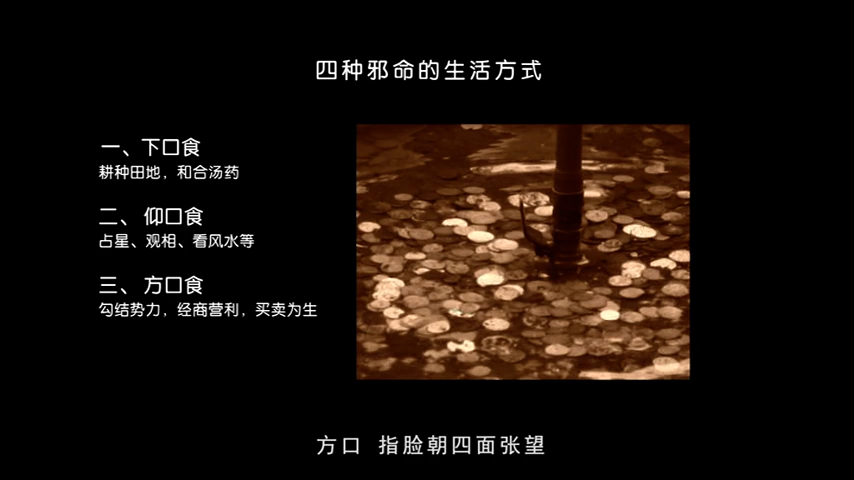 四种邪命的生活方式
一、下口食
耕种田地，和合汤药
二、仰口食
占星、观相、看风水等
三、方口食
勾结势力，经商营利，买卖为生
方口 指脸朝四面张望